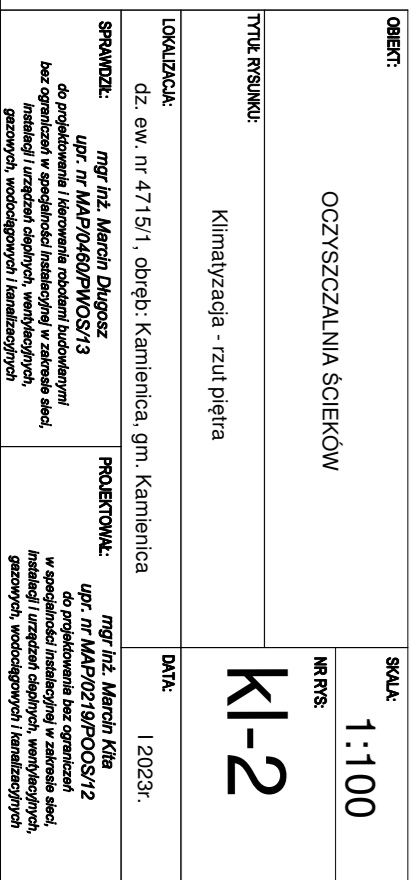 OBIEKT:
OCZYSZCZALNIA ŚCIEKÓW
SKALA:
1:100
TYTUŁ RYSUNKU:
Klimatyzacja - rzut piętra
NR RYS:
kl-2
LOKALIZACJA:
dz. ew. nr 4715/1, obręb: Kamienica, gm. Kamienica
DATA:
I 2023r.
SPRAWDZIŁ:
mgr inż. Marcin Długosz
upr. nr MAP/0460/PWOS/13
do projektowania i kierowania robotami budowlanymi
bez ograniczeń w specjalności instalacyjnej w zakresie sieci,
instalacji i urządzeń cieplnych, wentylacyjnych,
gazowych, wodociągowych i kanalizacyjnych
PROJEKTOWAŁ:
mgr inż. Marcin Kita
upr. nr MAP/0219/POOS/12
do projektowania bez ograniczeń
w specjalności instalacyjnej w zakresie sieci,
instalacji i urządzeń cieplnych, wentylacyjnych,
gazowych, wodociągowych i kanalizacyjnych